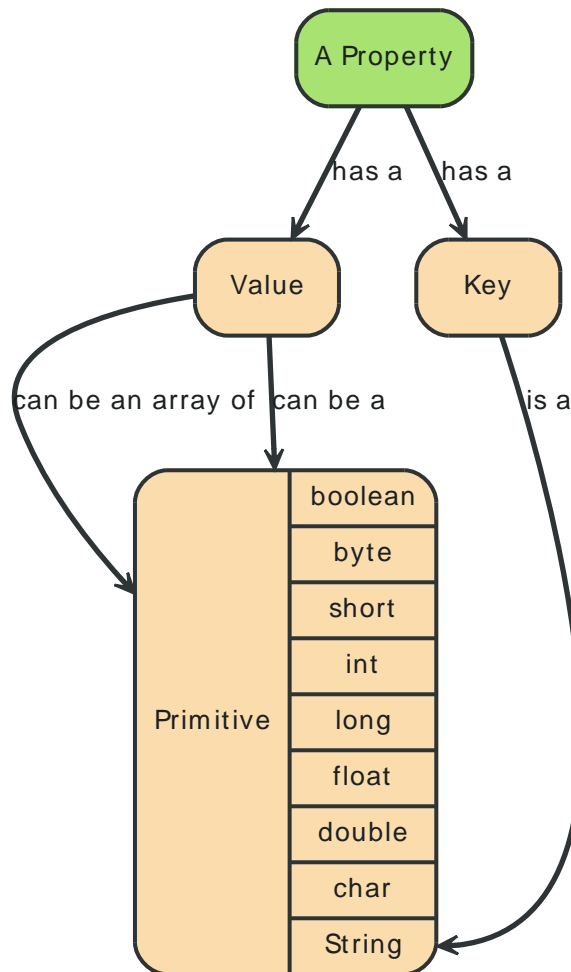 A Property
has a
has a
Value
Key
can be an array of
can be a
is a
Primitive
boolean
byte
short
int
long
float
double
char
String